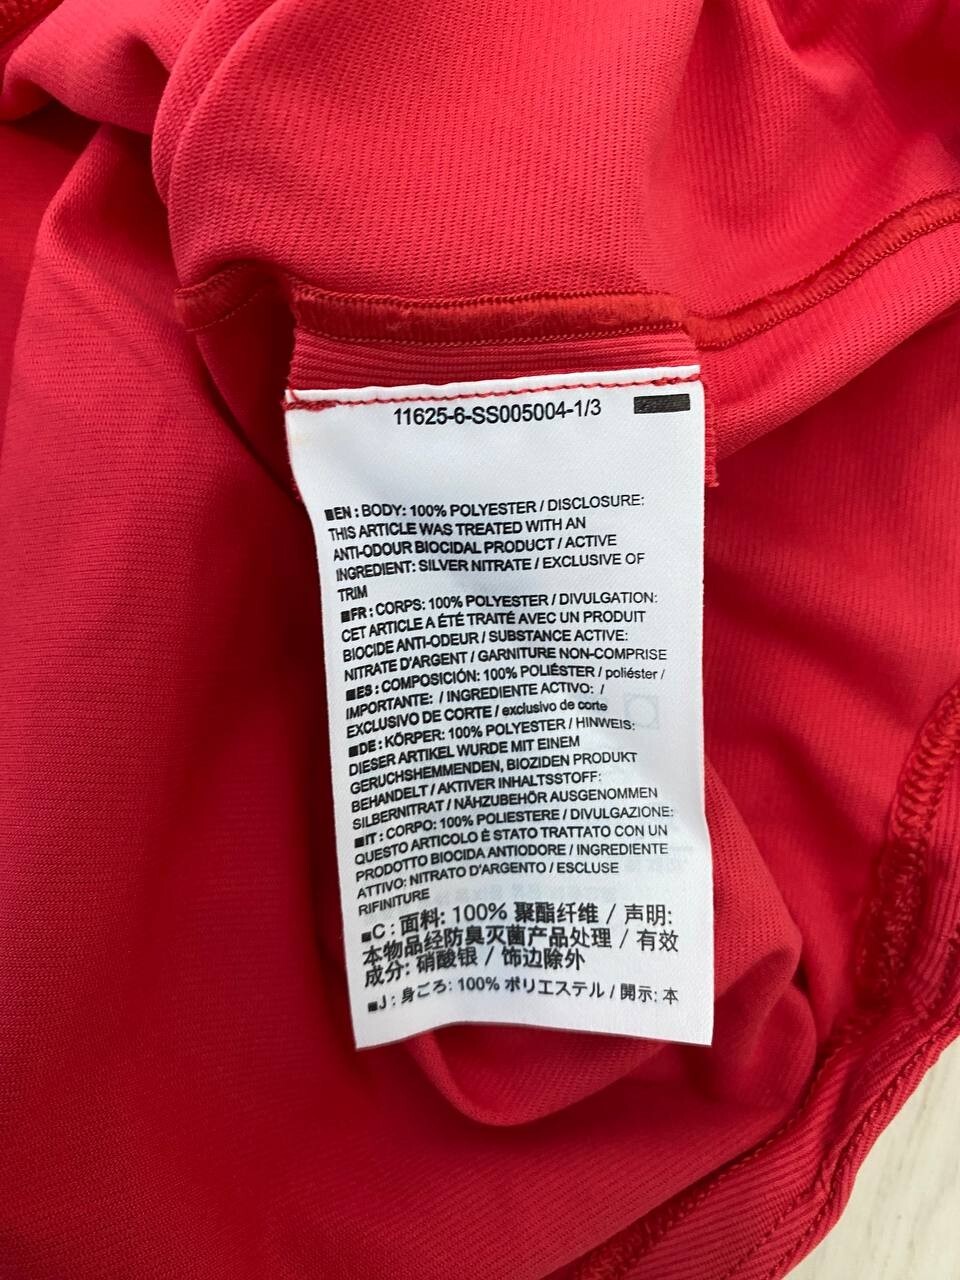 11625-6-SS005004-1/3
■EN : BODY: 100% POLYESTER / DISCLOSURE:
THIS ARTICLE WAS TREATED WITH AN
ANTI-ODOUR BIOCIDAL PRODUCT / ACTIVE
INGREDIENT: SILVER NITRATE / EXCLUSIVE OF
TRIM
■FR : CORPS: 100% POLYESTER / DIVULGATION:
CET ARTICLE A ÉTÉ TRAITÉ AVEC UN PRODUIT
BIOCIDE ANTI-ODEUR / SUBSTANCE ACTIVE:
NITRATE D'ARGENT / GARNITURE NON-COMPRISE
■ES : COMPOSICIÓN: 100% POLIÉSTER / poliéster /
IMPORTANTE: / INGREDIENTE ACTIVO: /
EXCLUSIVO DE CORTE / exclusivo de corte
■DE : KÖRPER: 100% POLYESTER / HINWEIS:
DIESER ARTIKEL WURDE MIT EINEM
GERUCHSHEMMENDEN, BIOZIDEN PRODUKT
BEHANDELT / AKTIVER INHALTSSTOFF:
SILBERNITRAT / NÄHZUBEHÖR AUSGENOMMEN
■IT : CORPO: 100% POLIESTERE / DIVULGAZIONE:
QUESTO ARTICOLO È STATO TRATTATO CON UN
PRODOTTO BIOCIDA ANTIODORE / INGREDIENTE
ATTIVO: NITRATO D'ARGENTO / ESCLUSE
RIFINITURE
■C : 面料: 100% 聚酯纤维 / 声明:
本物品经防臭灭菌产品处理 / 有效
成分: 硝酸银 / 饰边除外
■J : 身ごろ: 100% ポリエステル / 開示: 本